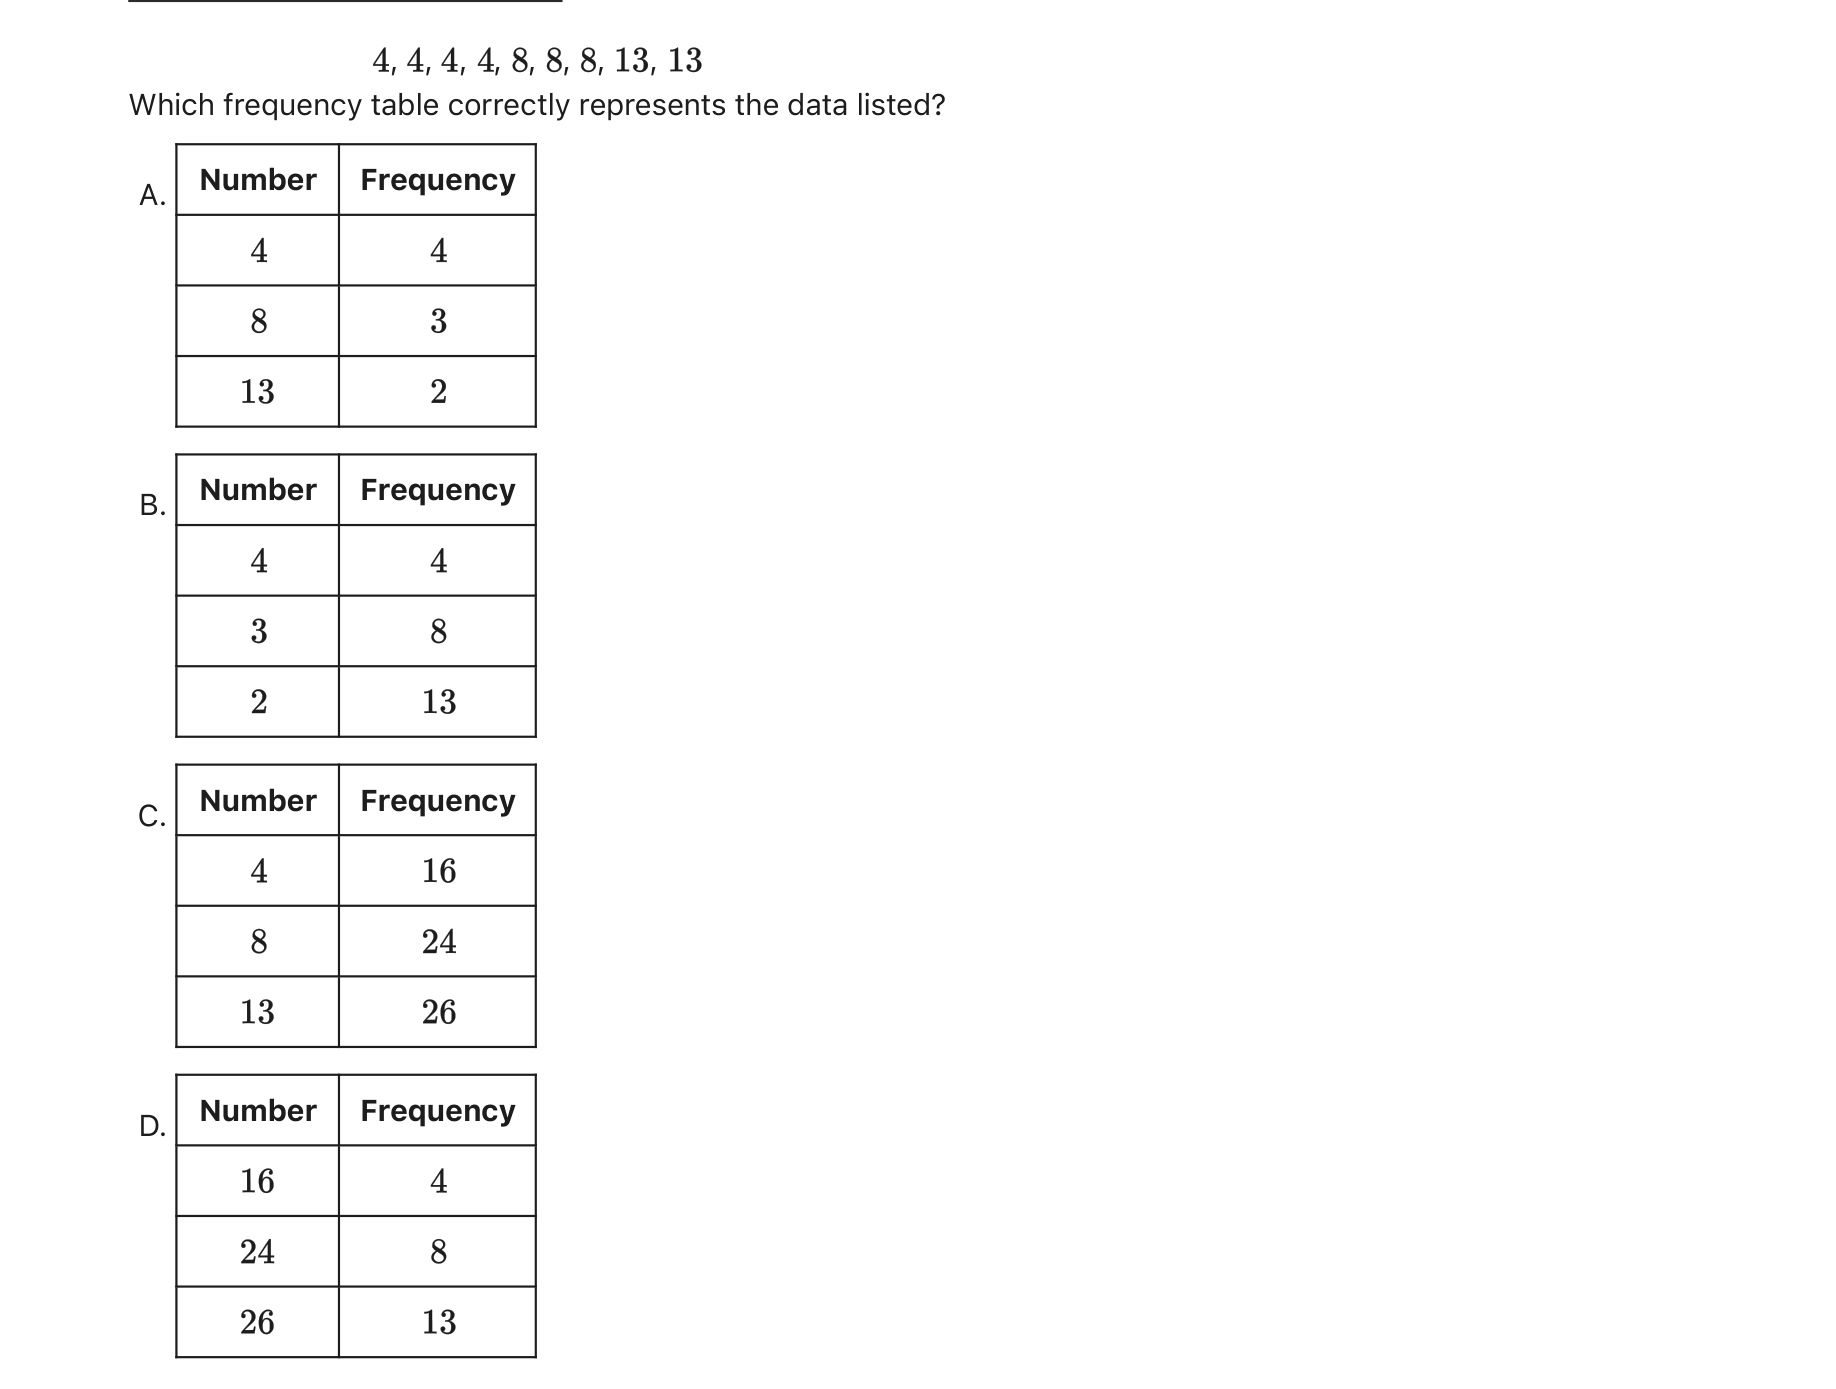 4, 4, 4, 4, 8, 8, 8, 13, 13
Which frequency table correctly represents the data listed?
A.
Number Frequency
4 4
8 3
13 2
B.
Number Frequency
4 4
3 8
2 13
C.
Number Frequency
4 16
8 24
13 26
D.
Number Frequency
16 4
24 8
26 13